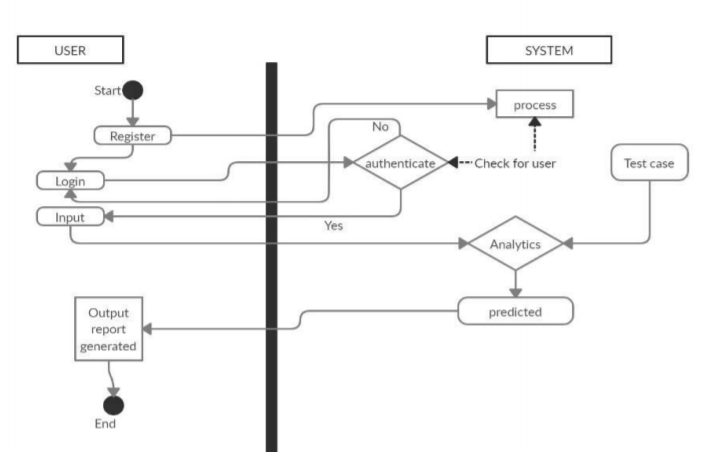 USER
SYSTEM
Start
process
Register
No
authenticate
Check for user
Test case
Login
Input
Yes
Analytics
Output
report
generated
predicted
End